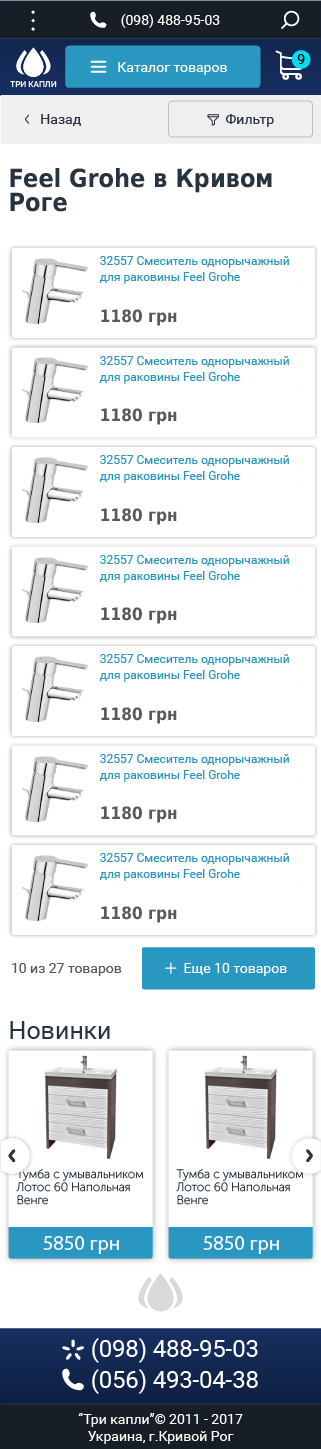 (098) 488-95-03
ТРИ КАПЛИ
Каталог товаров
9
Назад
Фильтр
Feel Grohe в Кривом
Роге
32557 Смеситель однорычажный
для раковины Feel Grohe
1180 грн
32557 Смеситель однорычажный
для раковины Feel Grohe
1180 грн
32557 Смеситель однорычажный
для раковины Feel Grohe
1180 грн
32557 Смеситель однорычажный
для раковины Feel Grohe
1180 грн
32557 Смеситель однорычажный
для раковины Feel Grohe
1180 грн
32557 Смеситель однорычажный
для раковины Feel Grohe
1180 грн
32557 Смеситель однорычажный
для раковины Feel Grohe
1180 грн
10 из 27 товаров
+ Еще 10 товаров
Новинки
Тумба с умывальником
Лотос 60 Напольная
Венге
5850 грн
Тумба с умывальником
Лотос 60 Напольная
Венге
5850 грн
(098) 488-95-03
(056) 493-04-38
“Три капли”© 2011 - 2017
Украина, г.Кривой Рог